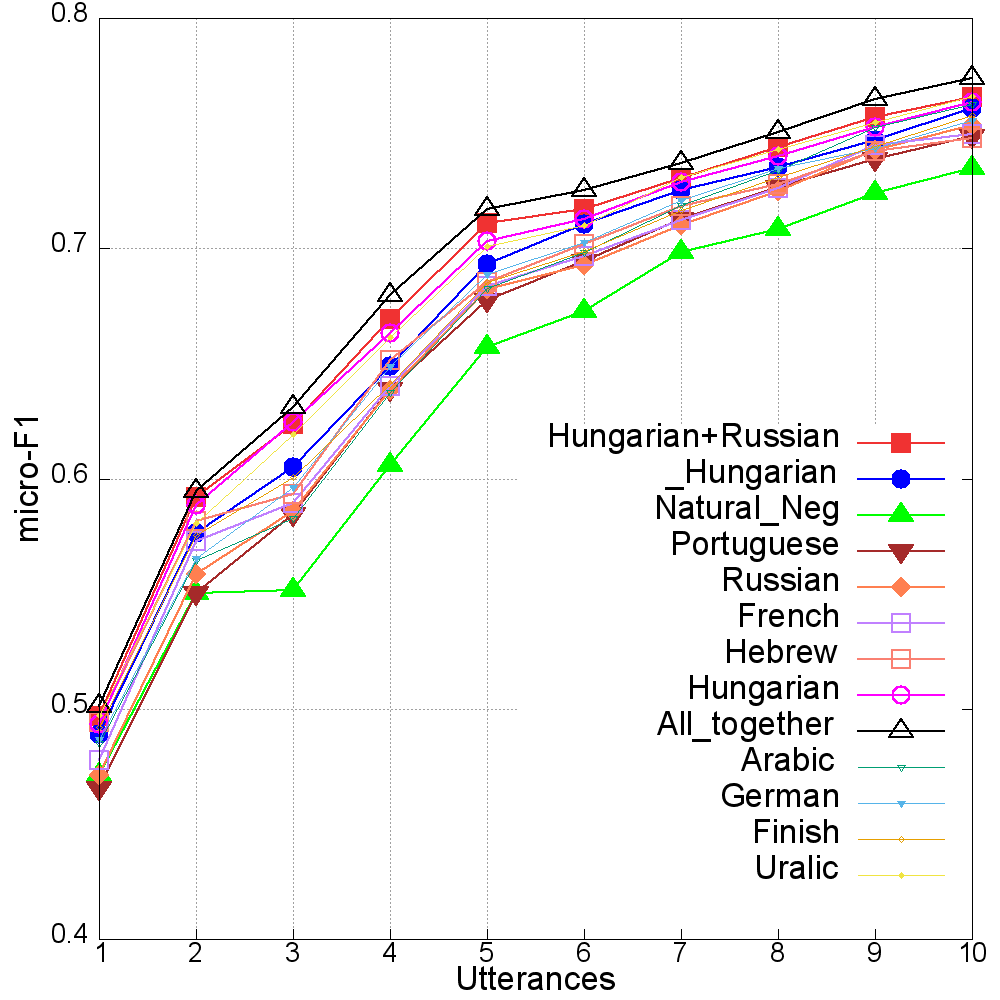 0.8
0.7
0.6
0.5
0.4
micro-F1
Hungarian+Russian
_Hungarian
Natural_Neg
Portuguese
Russian
French
Hebrew
Hungarian
All_together
Arabic
German
Finish
Uralic
1 2 3 4 5 6 7 8 9 10
Utterances